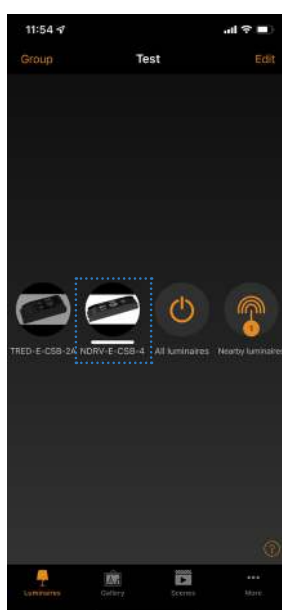 11:54
Group Test Edit
TRED-E-CSB-2A NDRV-E-CSB-4 All luminaires Nearby luminaires
1
?
Luminaires Gallery Scenes More